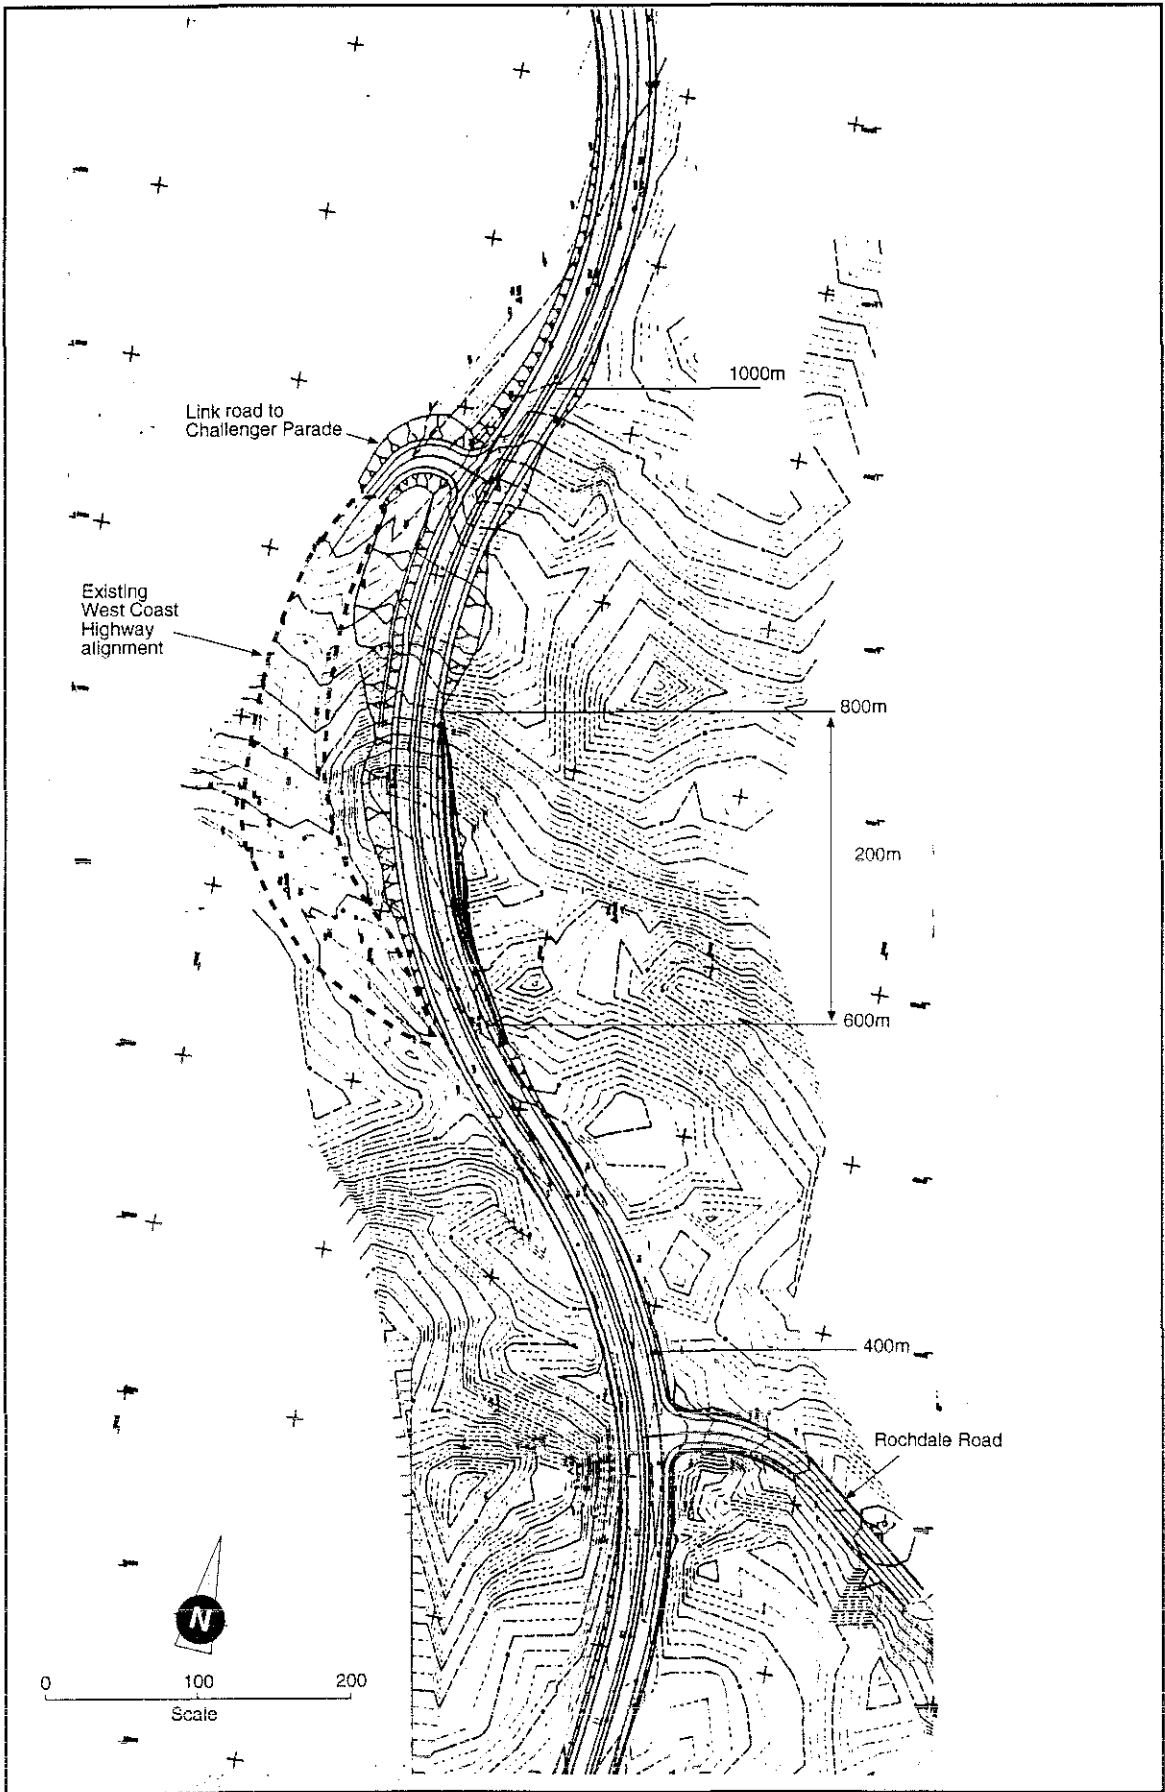 1000m
Link road to
Challenger Parade
Existing
West Coast
Highway
alignment
800m
200m
600m
400m
Rochdale Road
N
0 100 200
Scale